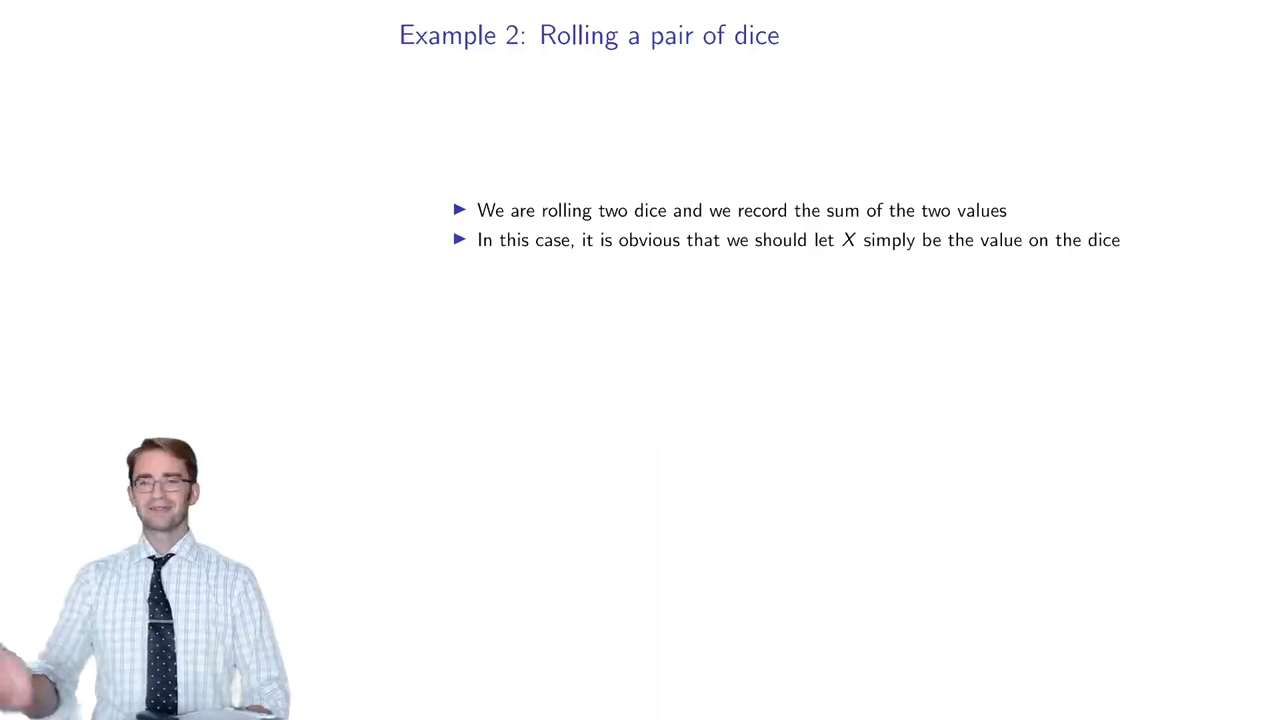 Example 2: Rolling a pair of dice
▶ We are rolling two dice and we record the sum of the two values
▶ In this case, it is obvious that we should let X simply be the value on the dice